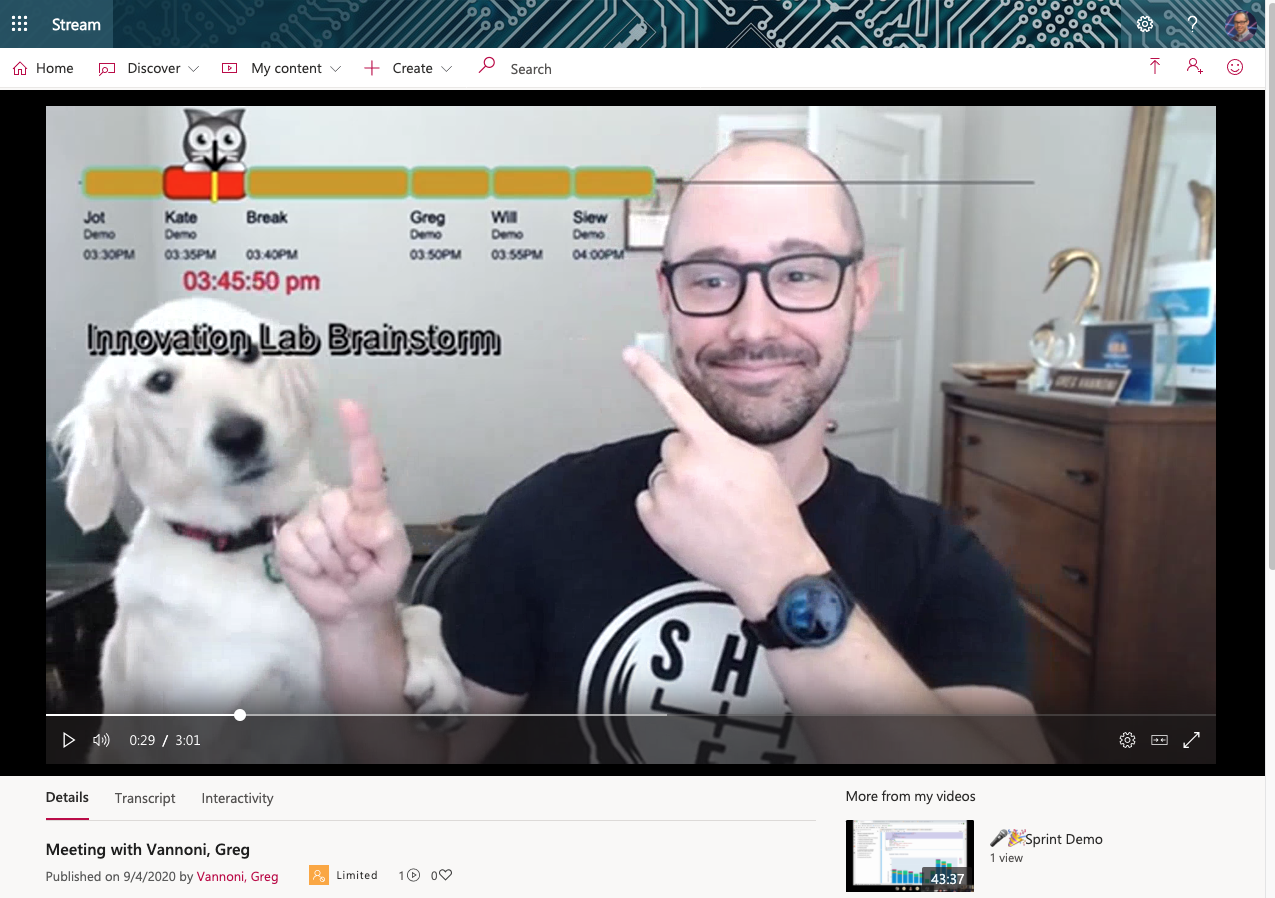 Stream
?
Home Discover My content Create Search
Jot Kate Break Greg Will Siew
Demo Demo Demo Demo Demo
03:30PM 03:35PM 03:40PM 03:50PM 03:55PM 04:00PM
03:45:50 pm
Innovation Lab Brainstorm
GREG VANNONI
S H
0:29 / 3:01
Details Transcript Interactivity
Meeting with Vannoni, Greg
Published on 9/4/2020 by Vannoni, Greg Limited 1 0
More from my videos
43:37
🎤🎉Sprint Demo
1 view